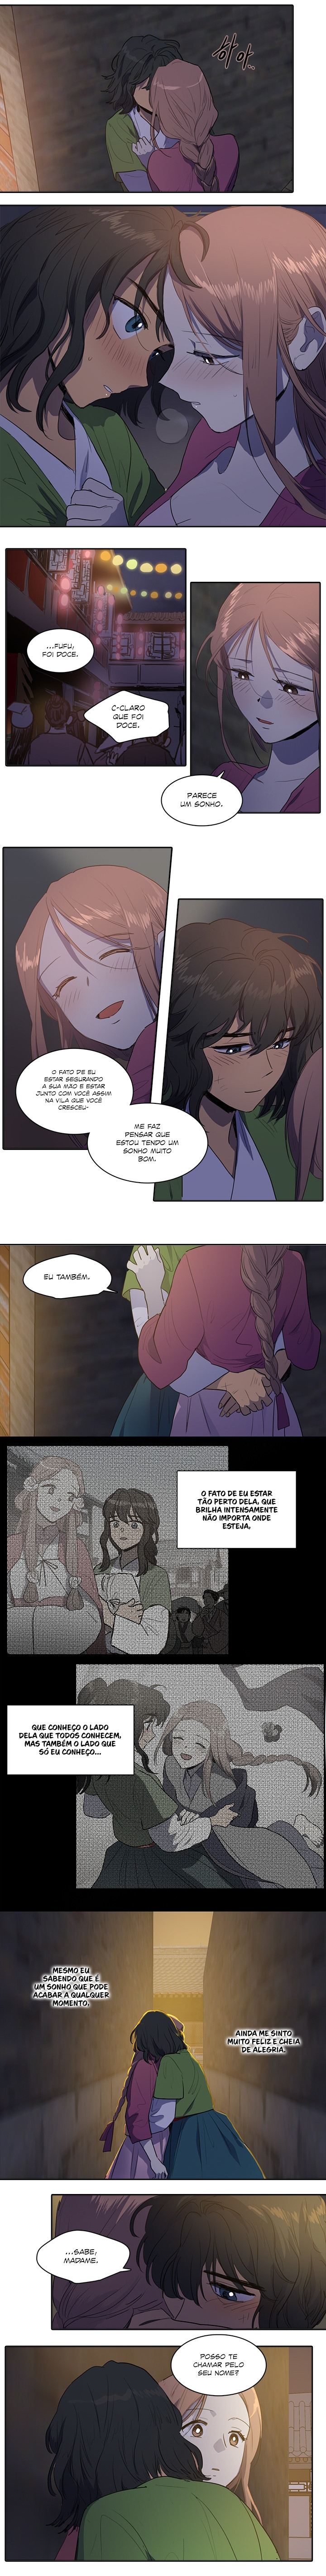 하아..
...FUFU,
FOI DOCE.
C-CLARO
QUE FOI
DOCE.
PARECE
UM SONHO.
O FATO DE EU
ESTAR SEGURANDO
A SUA MÃO E ESTAR
JUNTO COM VOCÊ ASSIM
NA VILA QUE VOCÊ
CRESCEU-
ME FAZ
PENSAR QUE
ESTOU TENDO UM
SONHO MUITO
BOM.
EU TAMBÉM.
O FATO DE EU ESTAR
TÃO PERTO DELA, QUE
BRILHA INTENSAMENTE
NÃO IMPORTA ONDE
ESTEJA,
QUE CONHEÇO O LADO
DELA QUE TODOS CONHECEM,
MAS TAMBÉM O LADO QUE
SÓ EU CONHEÇO...
MESMO EU
SABENDO QUE É
UM SONHO QUE PODE
ACABAR A QUALQUER
MOMENTO,
AINDA ME SINTO
MUITO FELIZ E CHEIA
DE ALEGRIA.
...SABE,
MADAME.
POSSO TE
CHAMAR PELO
SEU NOME?